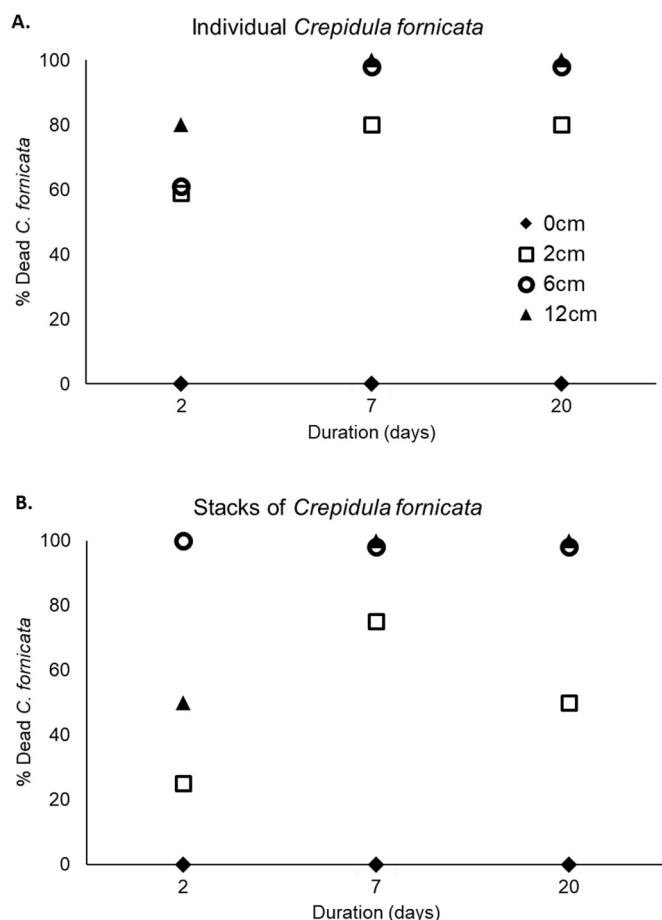 A.
Individual Crepidula fornicata
100
80
60
40
20
0
% Dead C. fornicata
0cm
2cm
6cm
12cm
2 7 20
Duration (days)
B.
Stacks of Crepidula fornicata
100
80
60
40
20
0
% Dead C. fornicata
2 7 20
Duration (days)